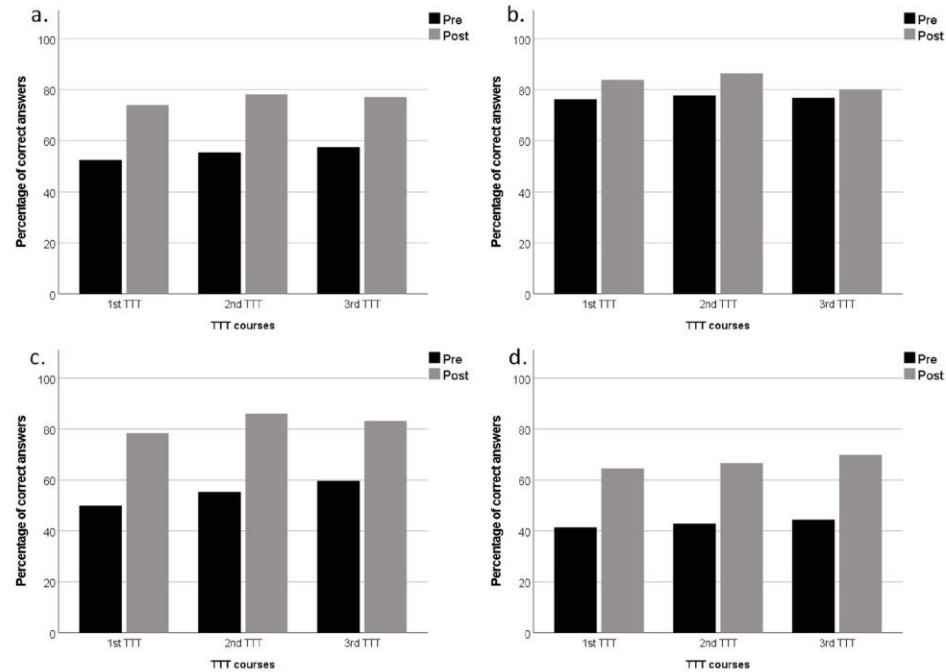 a.
Pre
Post
100
80
60
40
20
0
Percentage of correct answers
1st TTT
2nd TTT
3rd TTT
TTT courses
b.
Pre
Post
100
80
60
40
20
0
Percentage of correct answers
1st TTT
2nd TTT
3rd TTT
TTT courses
c.
Pre
Post
100
80
60
40
20
0
Percentage of correct answers
1st TTT
2nd TTT
3rd TTT
TTT courses
d.
Pre
Post
100
80
60
40
20
0
Percentage of correct answers
1st TTT
2nd TTT
3rd TTT
TTT courses